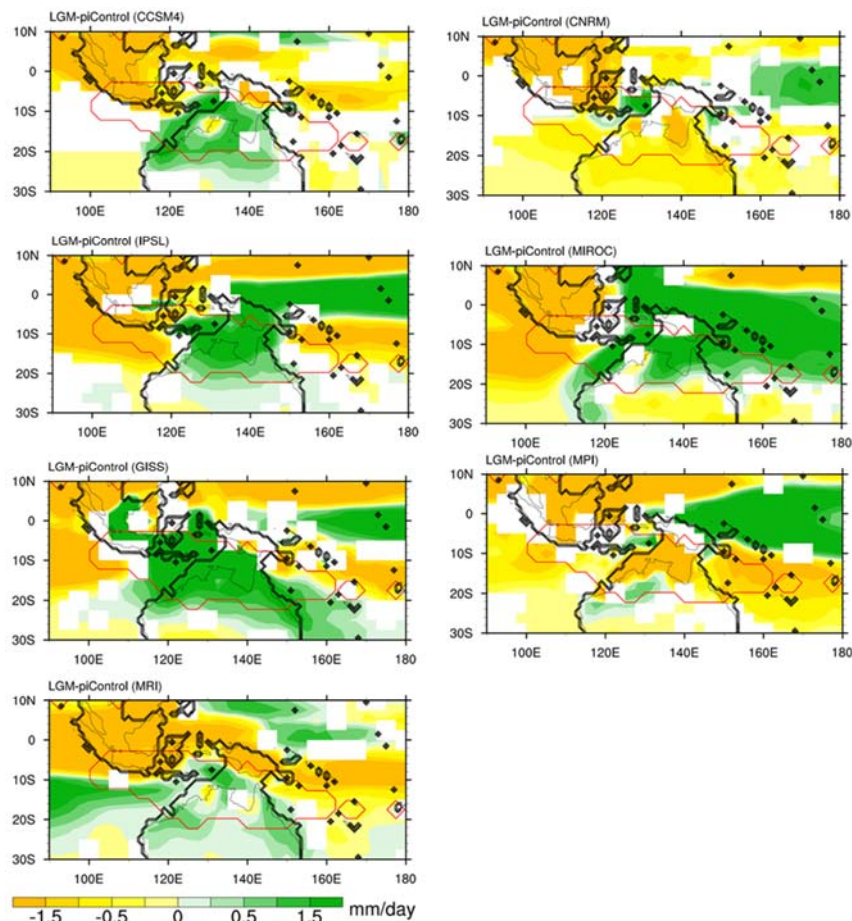 LGM-piControl (CCSM4)
10N
0
10S
20S
30S
100E 120E 140E 160E 180
LGM-piControl (CNRM)
10N
0
10S
20S
30S
100E 120E 140E 160E 180
LGM-piControl (IPSL)
10N
0
10S
20S
30S
100E 120E 140E 160E 180
LGM-piControl (MIROC)
10N
0
10S
20S
30S
100E 120E 140E 160E 180
LGM-piControl (GISS)
10N
0
10S
20S
30S
100E 120E 140E 160E 180
LGM-piControl (MPI)
10N
0
10S
20S
30S
100E 120E 140E 160E 180
LGM-piControl (MRI)
10N
0
10S
20S
30S
100E 120E 140E 160E 180
-1.5 -0.5 0 0.5 1.5 mm/day